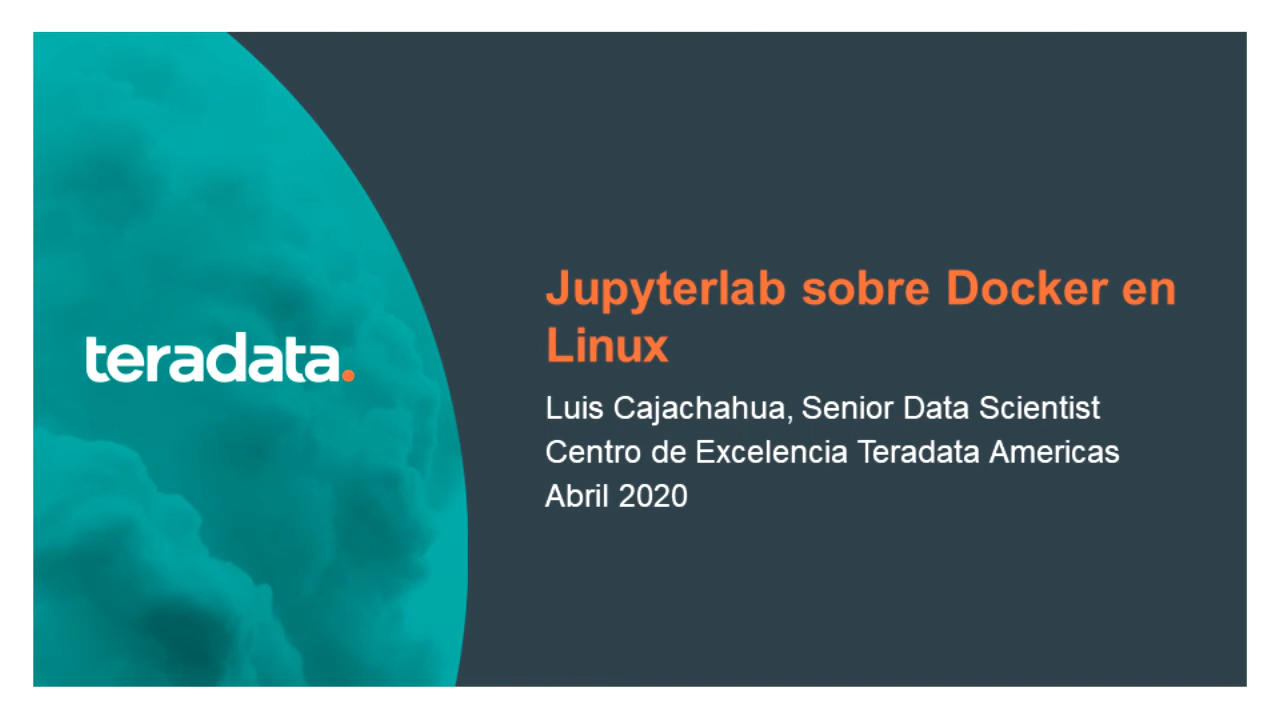 teradata.
Jupyterlab sobre Docker en
Linux
Luis Cajachahua, Senior Data Scientist
Centro de Excelencia Teradata Americas
Abril 2020